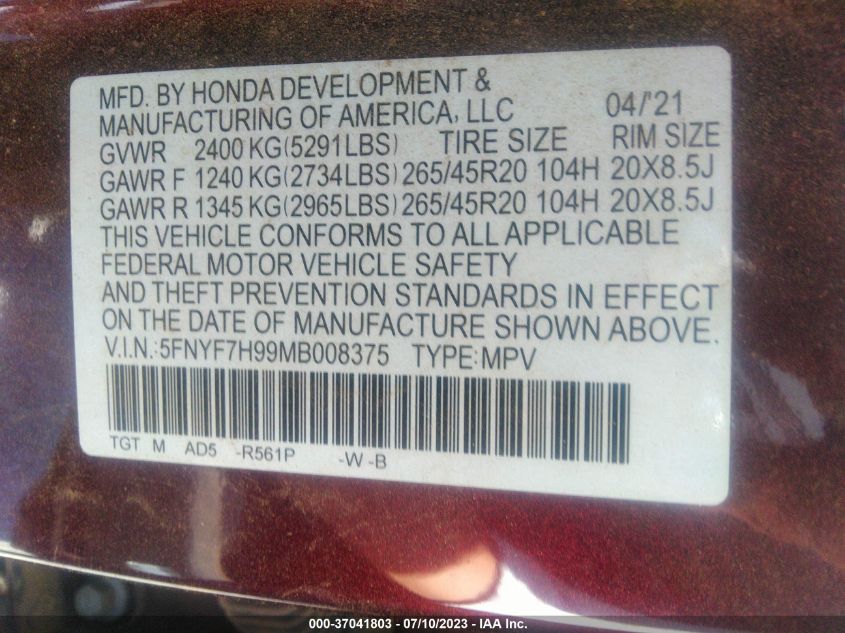 MFD. BY HONDA DEVELOPMENT &
MANUFACTURING OF AMERICA, LLC 04/'21
GVWR 2400 KG(5291LBS) TIRE SIZE RIM SIZE
GAWR F 1240 KG(2734LBS) 265/45R20 104H 20X8.5J
GAWR R 1345 KG(2965LBS) 265/45R20 104H 20X8.5J
THIS VEHICLE CONFORMS TO ALL APPLICABLE
FEDERAL MOTOR VEHICLE SAFETY
AND THEFT PREVENTION STANDARDS IN EFFECT
ON THE DATE OF MANUFACTURE SHOWN ABOVE.
V.I.N.:5FNYF7H99MB008375 TYPE:MPV
TGT M AD5 -R561P -W -B
000-37041803 - 07/10/2023 - IAA Inc.